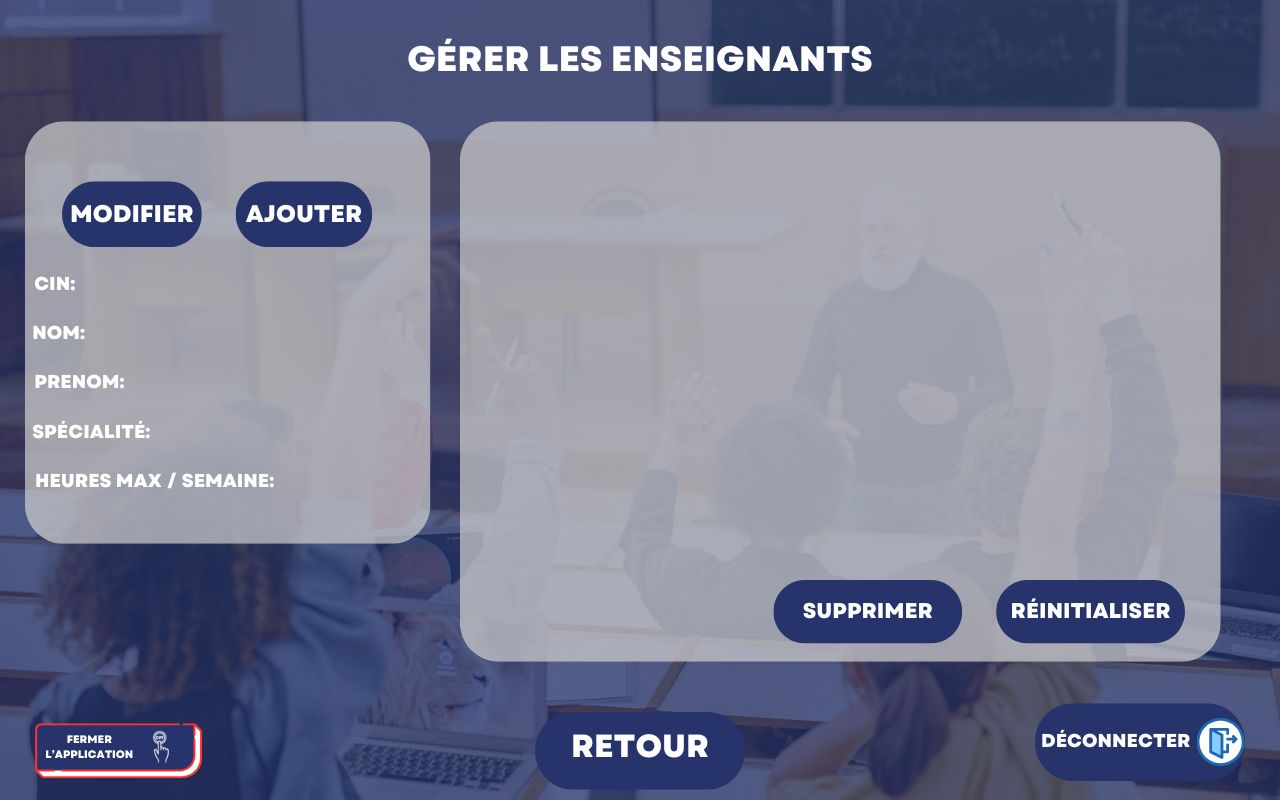 GÉRER LES ENSEIGNANTS
MODIFIER AJOUTER
CIN:
NOM:
PRENOM:
SPÉCIALITÉ:
HEURES MAX / SEMAINE:
SUPPRIMER RÉINITIALISER
FERMER
L'APPLICATION
RETOUR
DÉCONNECTER